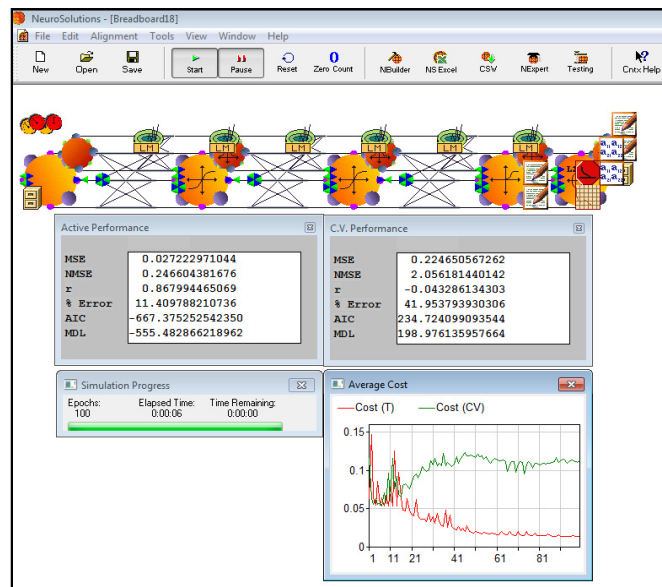 NeuroSolutions - [Breadboard18]
File Edit Alignment Tools View Window Help
New Open Save Start Pause Reset Zero Count NBuilder NS Excel CSV NExpert Testing Cntx Help
LM LM LM LM LM LM
Active Performance
MSE 0.027222971044
NMSE 0.246604381676
r 0.867994465069
% Error 11.409788210736
AIC -667.375252542350
MDL -555.482866218962
C.V. Performance
MSE 0.224650567262
NMSE 2.056181440142
r -0.043286134303
% Error 41.953793930306
AIC 234.724099093544
MDL 198.976135957664
Simulation Progress
Epochs: Elapsed Time: Time Remaining:
100 0:00:06 0:00:00
Average Cost
Cost (T) Cost (CV)
0.15
0.1
0.05
0
1 11 21 41 61 81